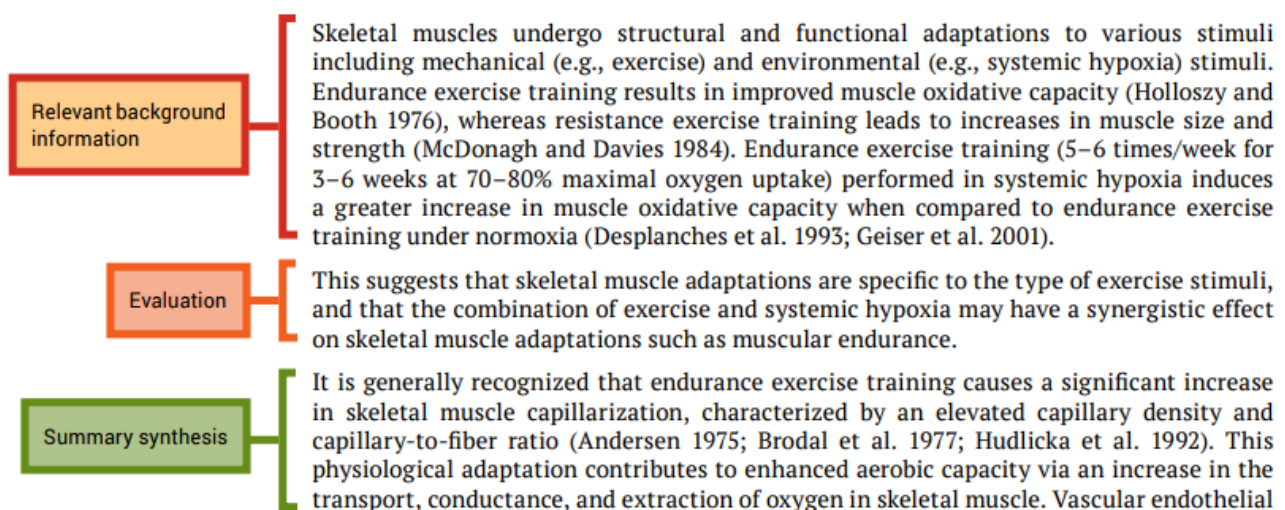 Relevant background
information
Skeletal muscles undergo structural and functional adaptations to various stimuli
including mechanical (e.g., exercise) and environmental (e.g., systemic hypoxia) stimuli.
Endurance exercise training results in improved muscle oxidative capacity (Holloszy and
Booth 1976), whereas resistance exercise training leads to increases in muscle size and
strength (McDonagh and Davies 1984). Endurance exercise training (5–6 times/week for
3–6 weeks at 70–80% maximal oxygen uptake) performed in systemic hypoxia induces
a greater increase in muscle oxidative capacity when compared to endurance exercise
training under normoxia (Desplanches et al. 1993; Geiser et al. 2001).
Evaluation
This suggests that skeletal muscle adaptations are specific to the type of exercise stimuli,
and that the combination of exercise and systemic hypoxia may have a synergistic effect
on skeletal muscle adaptations such as muscular endurance.
Summary synthesis
It is generally recognized that endurance exercise training causes a significant increase
in skeletal muscle capillarization, characterized by an elevated capillary density and
capillary-to-fiber ratio (Andersen 1975; Brodal et al. 1977; Hudlicka et al. 1992). This
physiological adaptation contributes to enhanced aerobic capacity via an increase in the
transport, conductance, and extraction of oxygen in skeletal muscle. Vascular endothelial